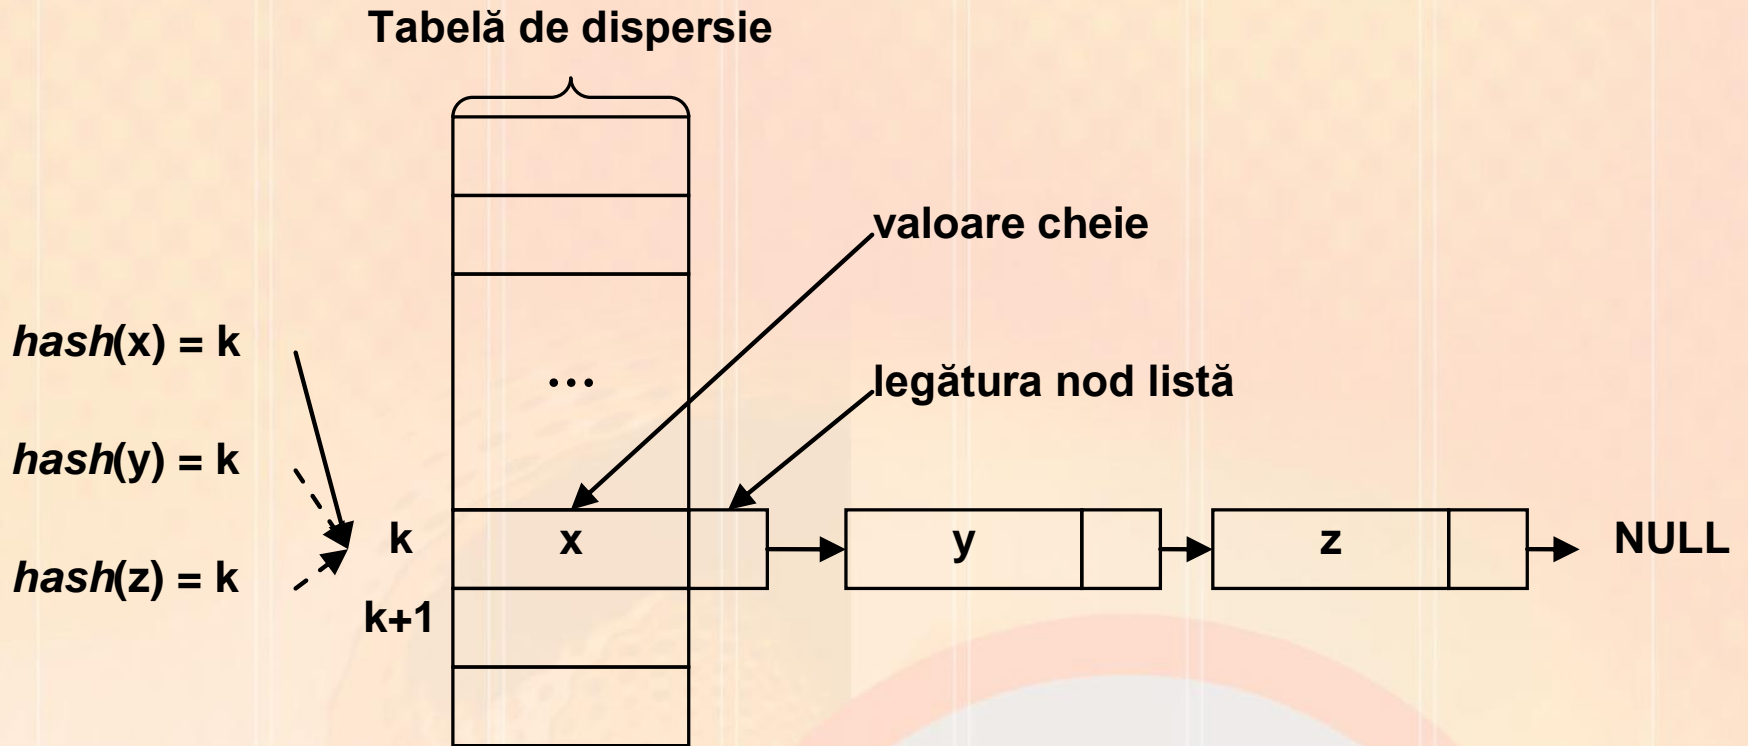 Tabelă de dispersie
valoare cheie
hash(x) = k
...
legătura nod listă
hash(y) = k
k
x
y
z
NULL
hash(z) = k
k+1